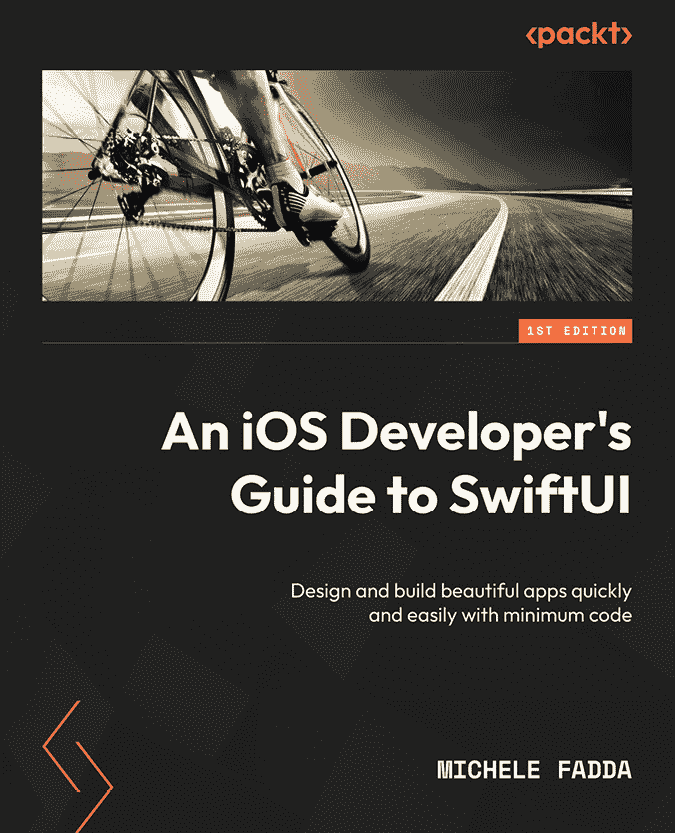 <packt>
1ST EDITION
An iOS Developer's
Guide to SwiftUI
Design and build beautiful apps quickly
and easily with minimum code
MICHELE FADDA